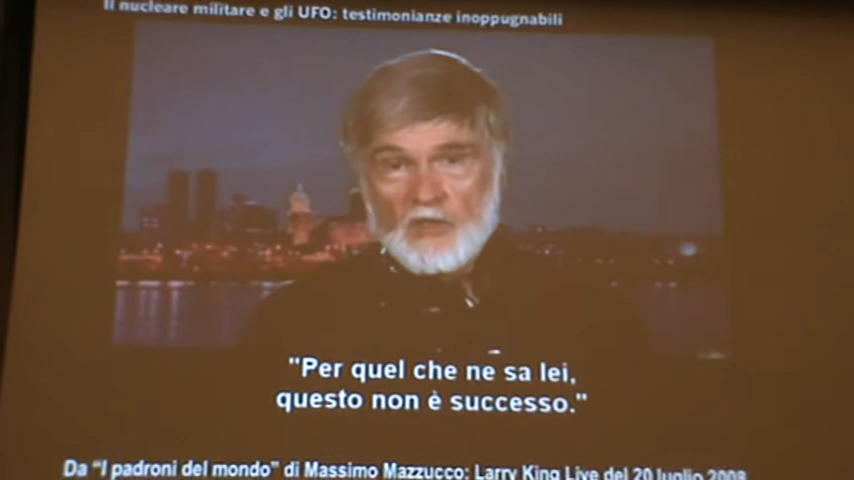 Il nucleare militare e gli UFO: testimonianze inoppugnabili
"Per quel che ne sa lei,
questo non è successo."
Da "I padroni del mondo" di Massimo Mazzucco; Larry King Live del 20 luglio 2008